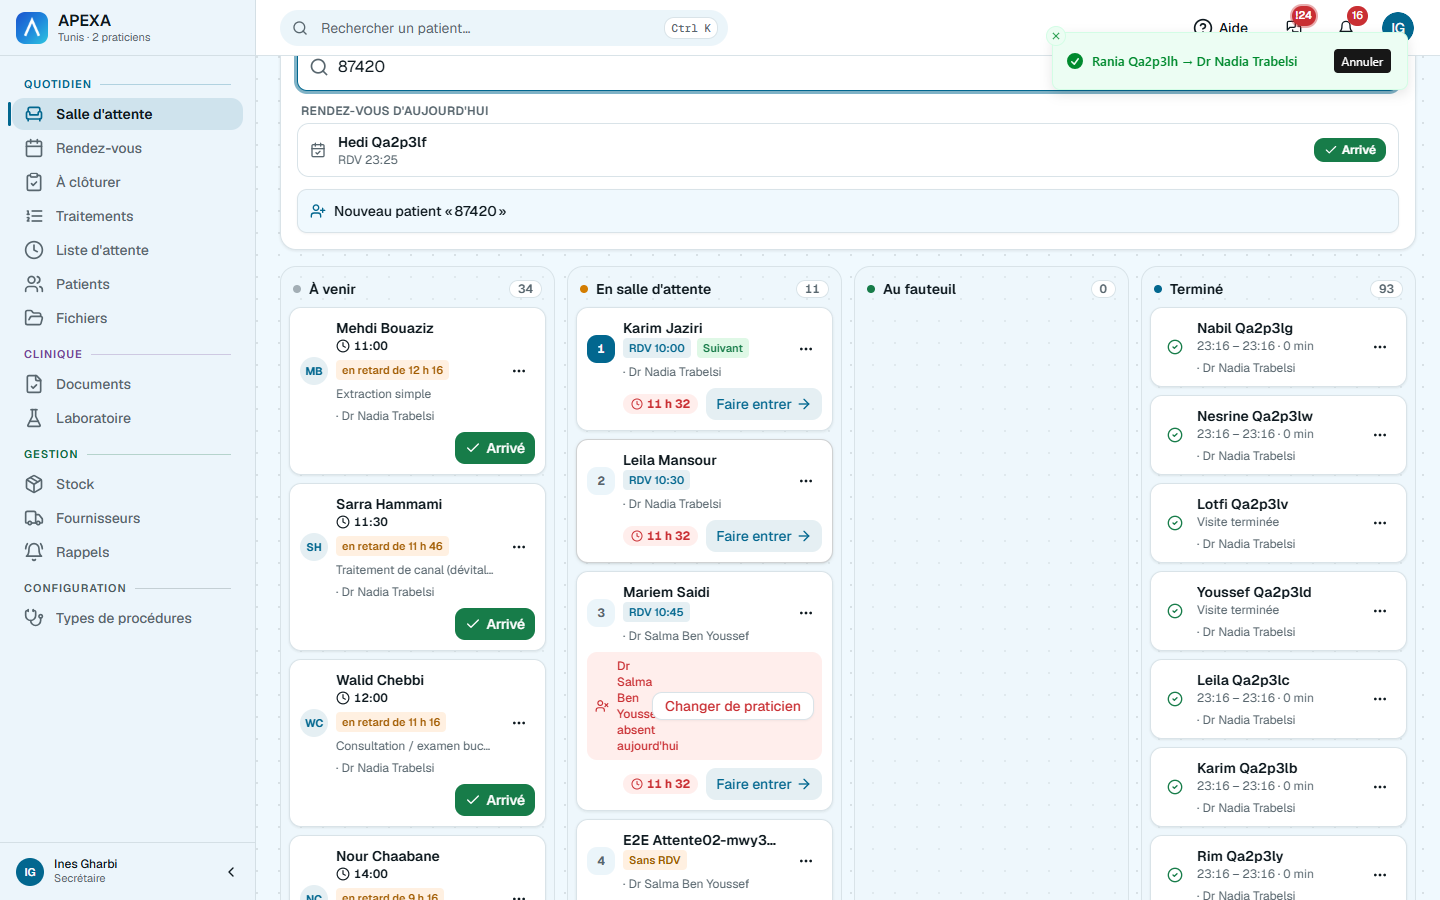 APEXA
Tunis · 2 praticiens
Rechercher un patient…
Ctrl K
Aide
124
16
IG
Rania Qa2p3lh → Dr Nadia Trabelsi
Annuler
QUOTIDIEN
Salle d'attente
Rendez-vous
À clôturer
Traitements
Liste d'attente
Patients
Fichiers
CLINIQUE
Documents
Laboratoire
GESTION
Stock
Fournisseurs
Rappels
CONFIGURATION
Types de procédures
IG
Ines Gharbi
Secrétaire
87420
RENDEZ-VOUS D'AUJOURD'HUI
Hedi Qa2p3lf
RDV 23:25
Arrivé
Nouveau patient « 87420 »
À venir
34
Mehdi Bouaziz
11:00
MB
en retard de 12 h 16
Extraction simple
· Dr Nadia Trabelsi
Arrivé
Sarra Hammami
11:30
SH
en retard de 11 h 46
Traitement de canal (dévital…
· Dr Nadia Trabelsi
Arrivé
Walid Chebbi
12:00
WC
en retard de 11 h 16
Consultation / examen buc…
· Dr Nadia Trabelsi
Arrivé
Nour Chaabane
14:00
NC
en retard de 9 h 16
En salle d'attente
11
Karim Jaziri
1
RDV 10:00
Suivant
· Dr Nadia Trabelsi
11 h 32
Faire entrer
Leila Mansour
2
RDV 10:30
· Dr Nadia Trabelsi
11 h 32
Faire entrer
Mariem Saidi
3
RDV 10:45
· Dr Salma Ben Youssef
Dr
Salma
Ben
Yousse
absent
aujourd'hui
Changer de praticien
11 h 32
Faire entrer
E2E Attente02-mwy3…
4
Sans RDV
· Dr Salma Ben Youssef
Au fauteuil
0
Terminé
93
Nabil Qa2p3lg
23:16 – 23:16 · 0 min
· Dr Nadia Trabelsi
Nesrine Qa2p3lw
23:16 – 23:16 · 0 min
· Dr Nadia Trabelsi
Lotfi Qa2p3lv
Visite terminée
· Dr Nadia Trabelsi
Youssef Qa2p3ld
Visite terminée
· Dr Nadia Trabelsi
Leila Qa2p3lc
23:16 – 23:16 · 0 min
· Dr Nadia Trabelsi
Karim Qa2p3lb
23:16 – 23:16 · 0 min
· Dr Nadia Trabelsi
Rim Qa2p3ly
23:16 – 23:16 · 0 min
· Dr Nadia Trabelsi